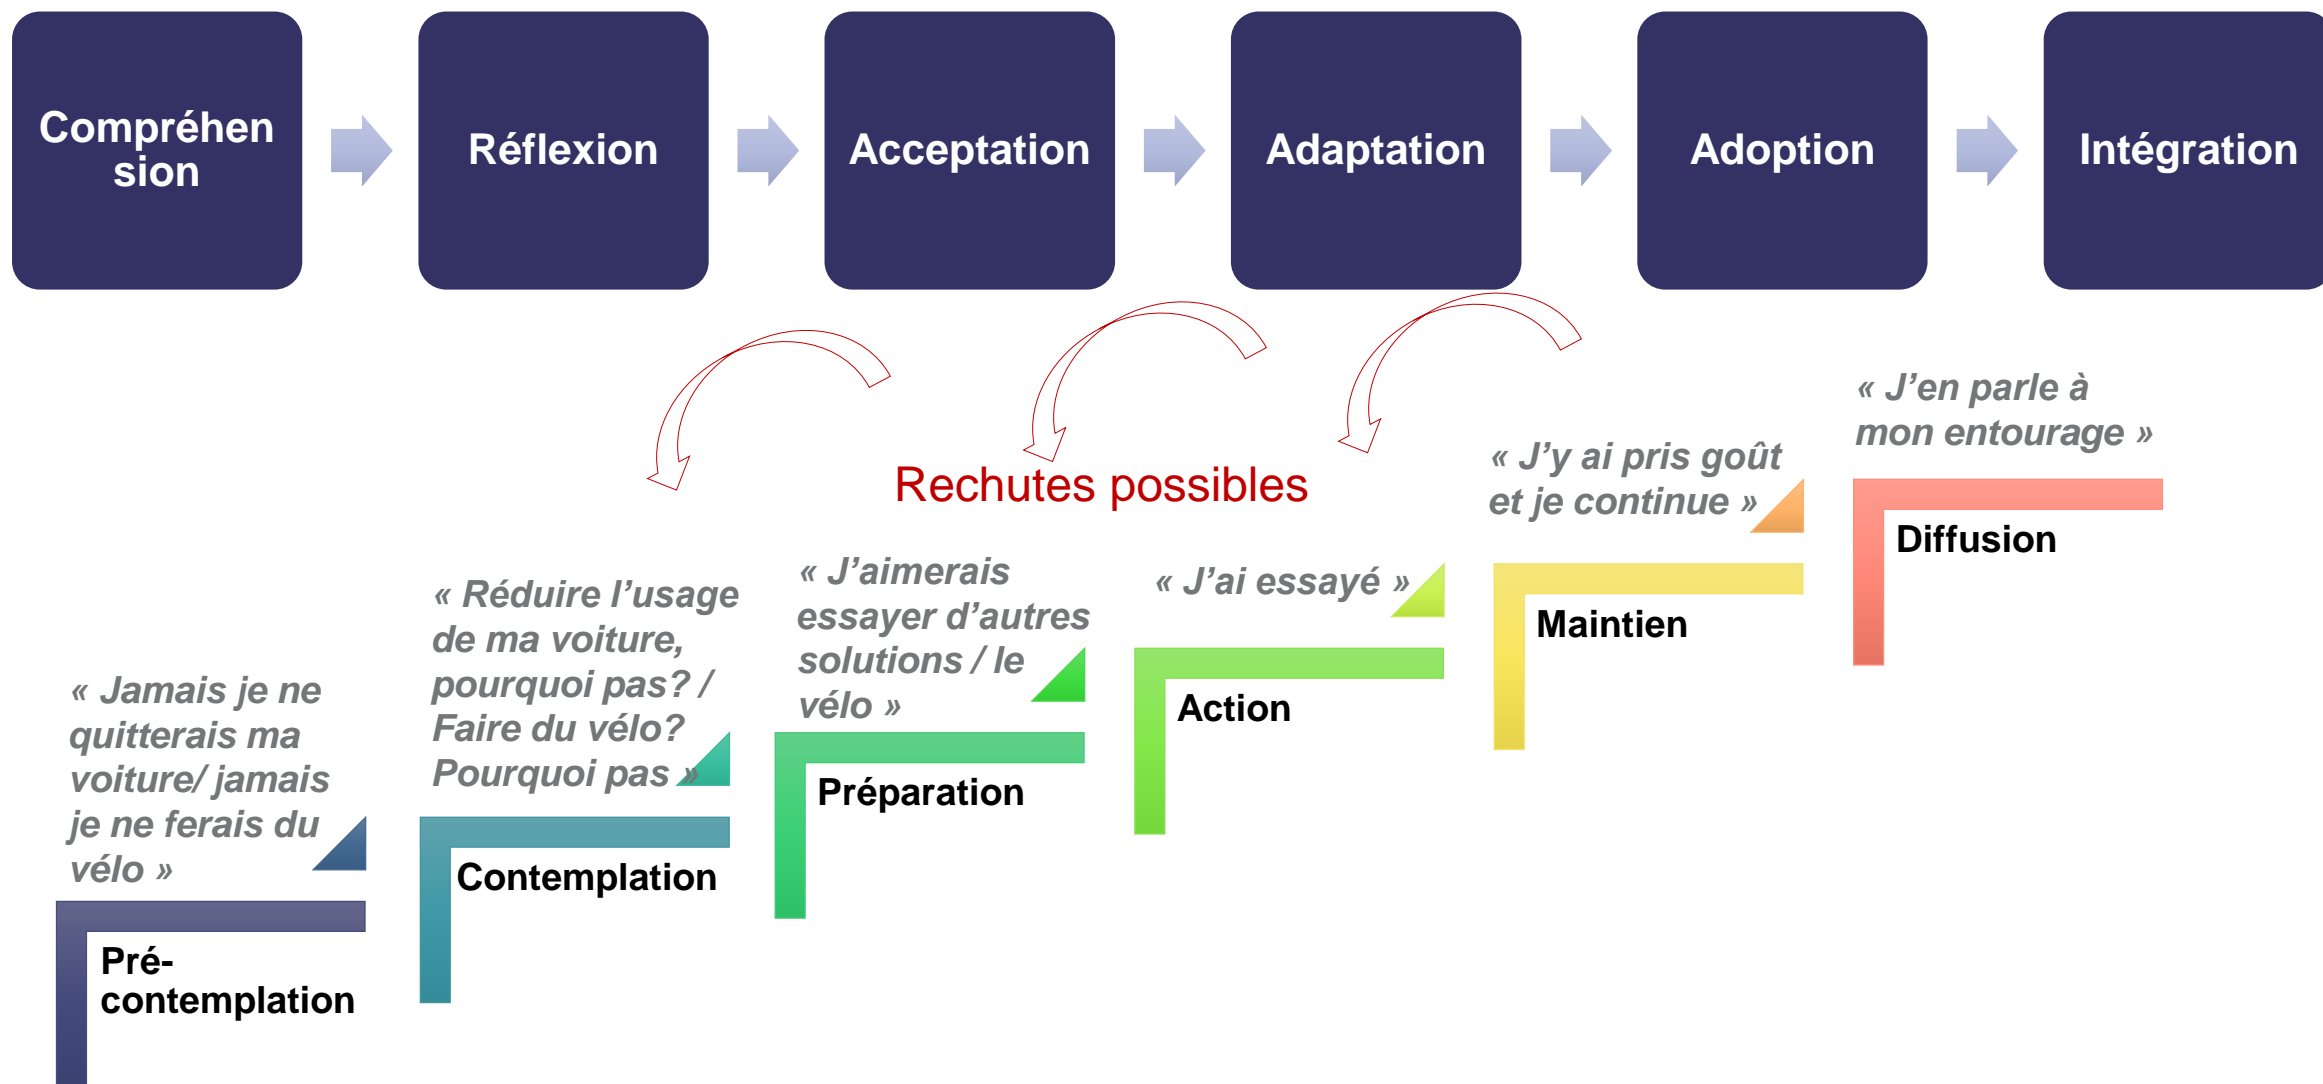 Compréhen
sion
Réflexion
Acceptation
Adaptation
Adoption
Intégration
Rechutes possibles
« Jamais je ne
quitterais ma
voiture/ jamais
je ne ferais du
vélo »
Pré-
contemplation
« Réduire l’usage
de ma voiture,
pourquoi pas? /
Faire du vélo?
Pourquoi pas »
Contemplation
« J’aimerais
essayer d’autres
solutions / le
vélo »
Préparation
« J’ai essayé »
Action
« J’y ai pris goût
et je continue »
Maintien
« J’en parle à
mon entourage »
Diffusion